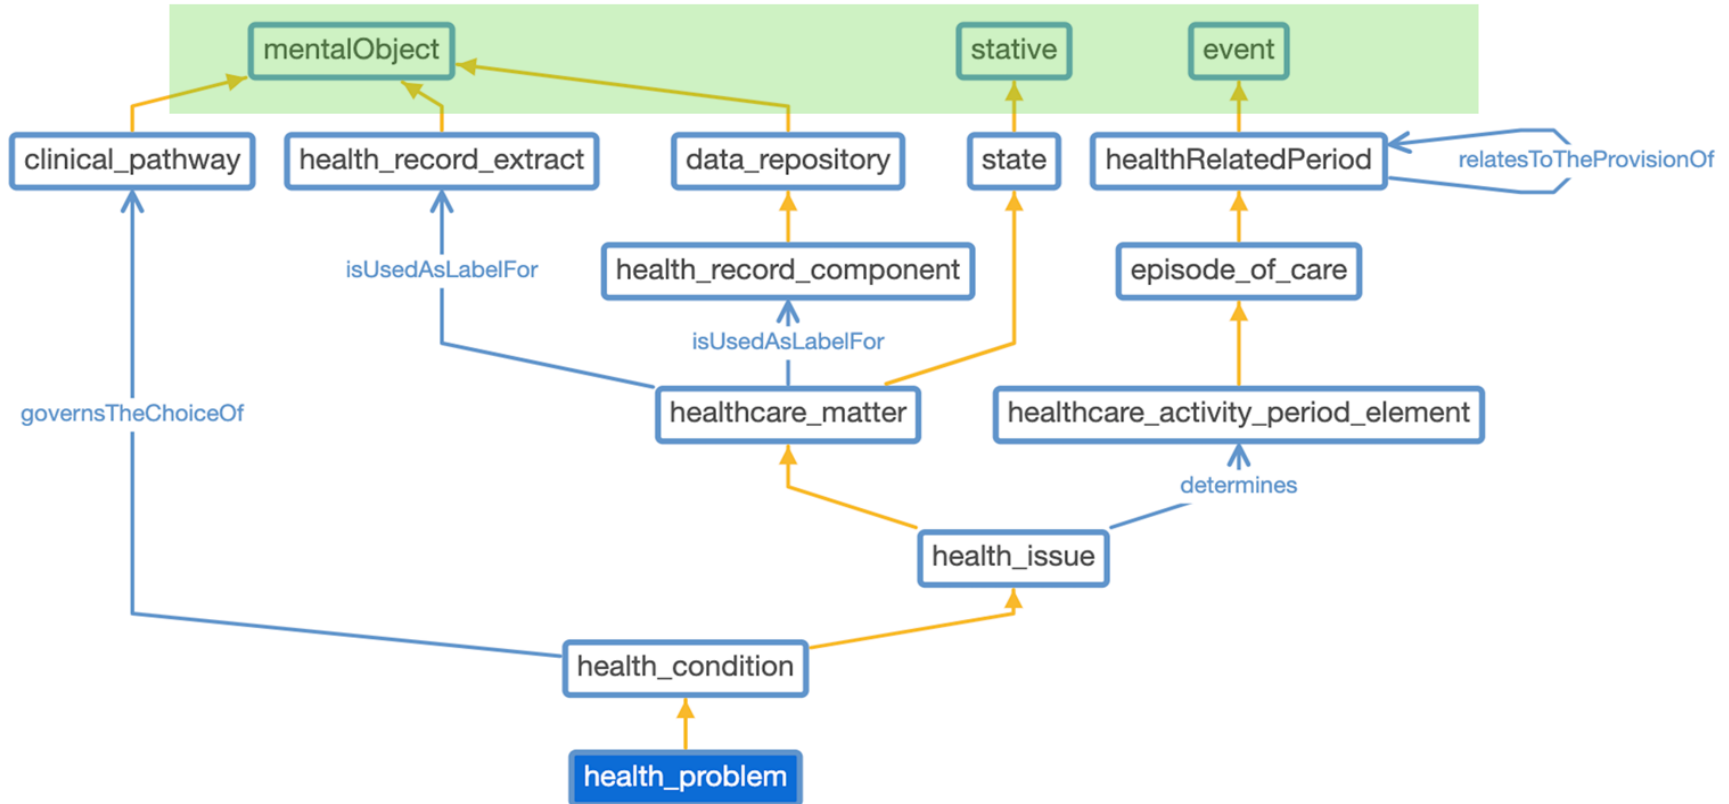 mentalObject
stative
event
clinical_pathway
health_record_extract
data_repository
state
healthRelatedPeriod
relatesToTheProvisionOf
isUsedAsLabelFor
health_record_component
episode_of_care
isUsedAsLabelFor
governsTheChoiceOf
healthcare_matter
healthcare_activity_period_element
determines
health_issue
health_condition
health_problem